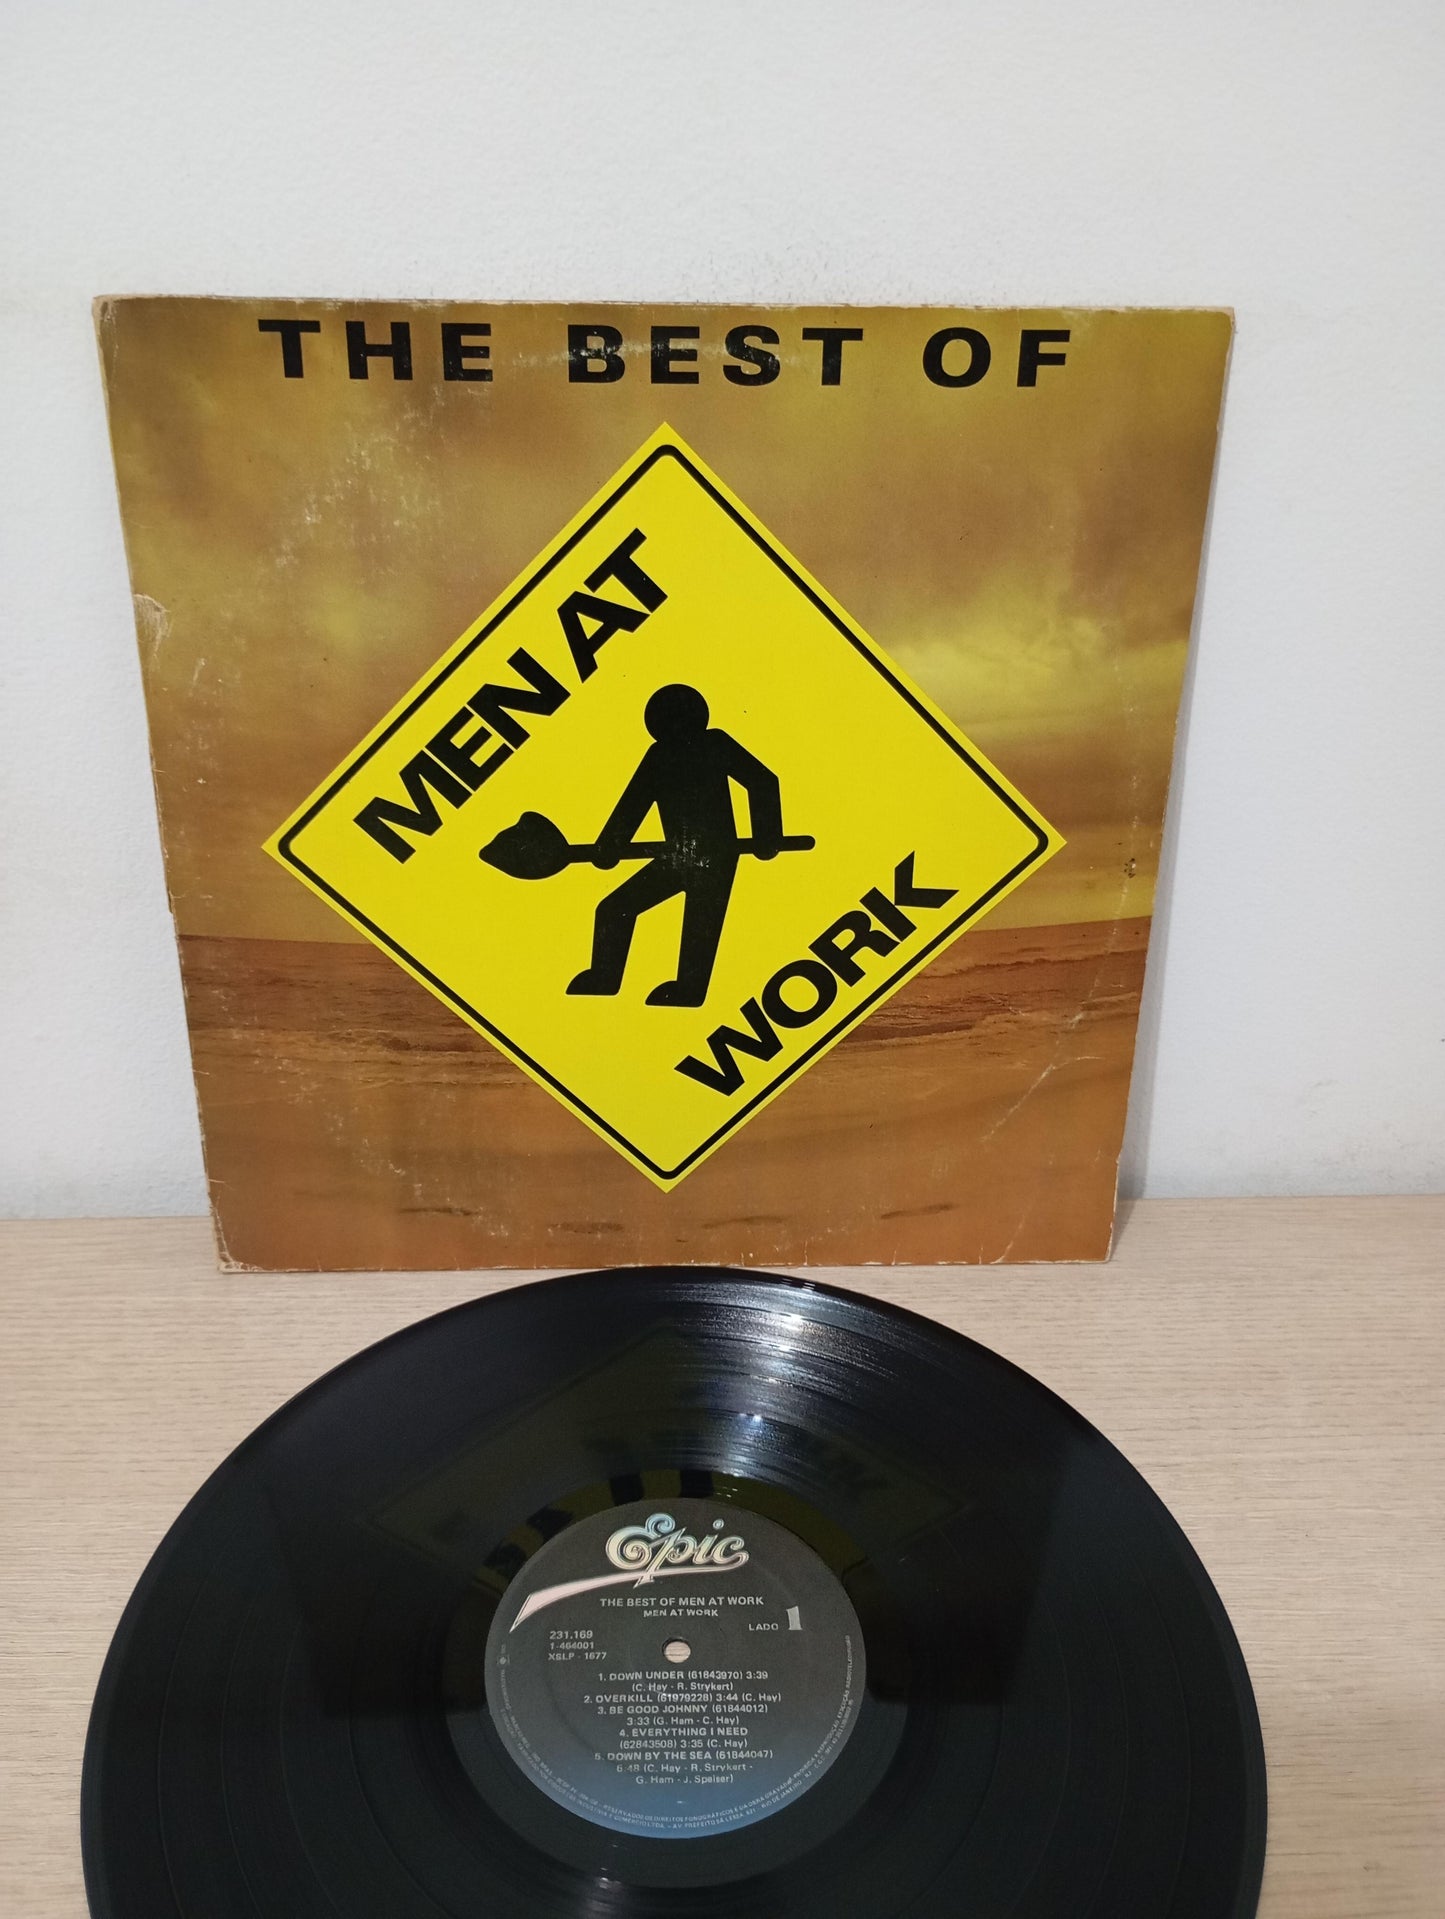 THE BEST OF
MEN AT
WORK
Epic
THE BEST OF MEN AT WORK
MEN AT WORK
LADO 1
231.169
1-464001
XSLP - 1677
1. DOWN UNDER (61843970) 3:39
(C. Hay - R. Strykert)
2. OVERKILL (61979228) 3:44 (C. Hay)
3. BE GOOD JOHNNY (61844012)
3:33 (G. Ham - C. Hay)
4. EVERYTHING I NEED
(62843508) 3:35 (C. Hay)
5. DOWN BY THE SEA (61844047)
6:48 (C. Hay - R. Strykert -
G. Ham - J. Speiser)